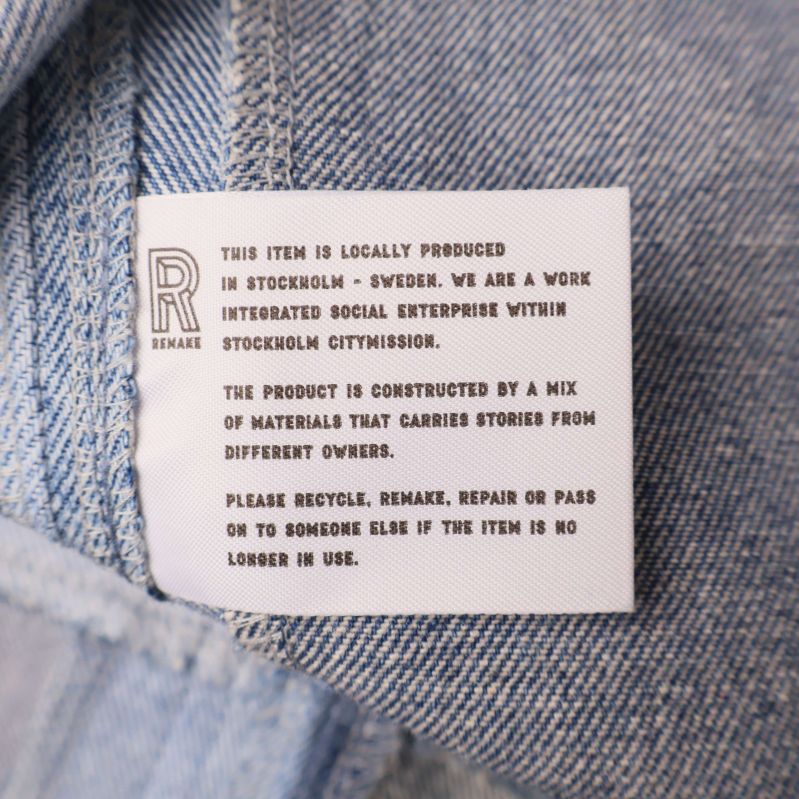 R
REMAKE
THIS ITEM IS LOCALLY PRODUCED
IN STOCKHOLM - SWEDEN. WE ARE A WORK
INTEGRATED SOCIAL ENTERPRISE WITHIN
STOCKHOLM CITYMISSION.
THE PRODUCT IS CONSTRUCTED BY A MIX
OF MATERIALS THAT CARRIES STORIES FROM
DIFFERENT OWNERS.
PLEASE RECYCLE, REMAKE, REPAIR OR PASS
ON TO SOMEONE ELSE IF THE ITEM IS NO
LONGER IN USE.